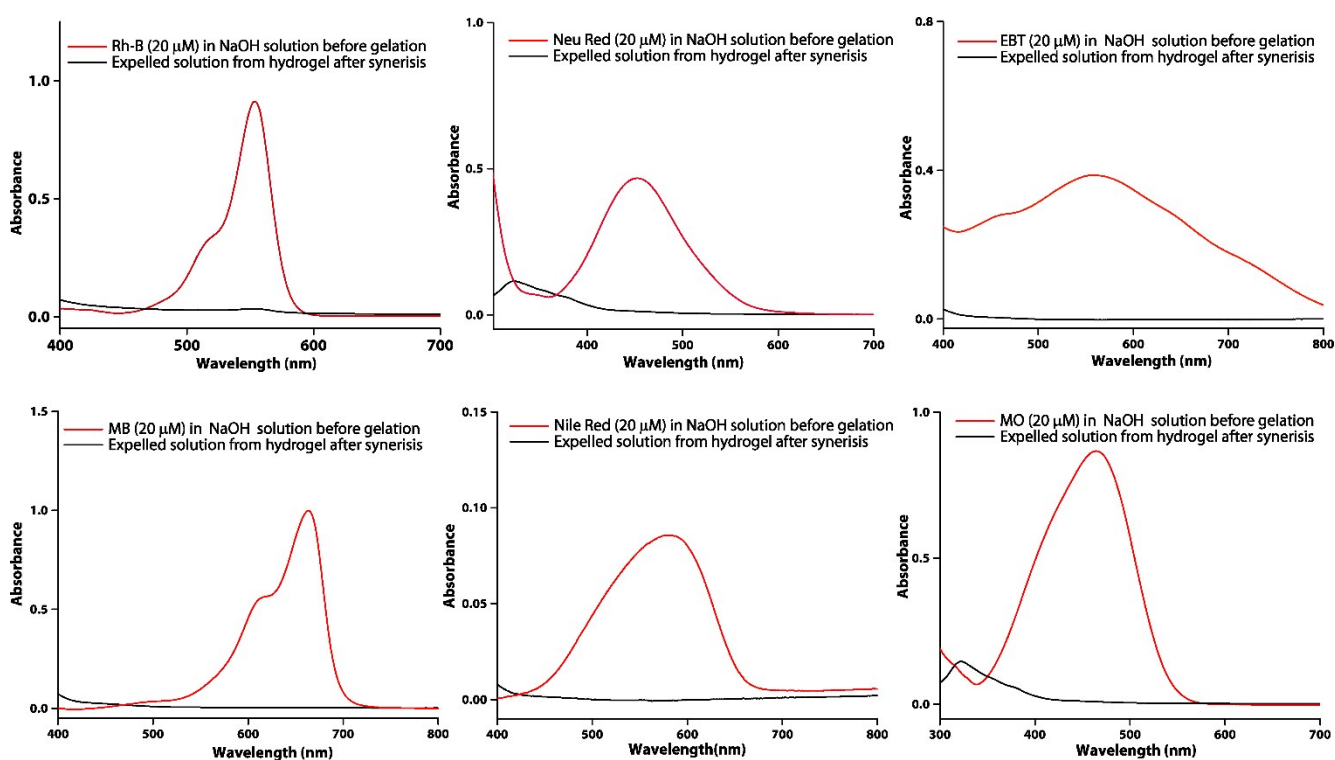 Rh-B (20 µM) in NaOH solution before gelation
Expelled solution from hydrogel after synerisis
1.0
0.5
0.0
Absorbance
400 500 600 700
Wavelength (nm)
Neu Red (20 µM) in NaOH solution before gelation
Expelled solution from hydrogel after synerisis
1.0
0.5
0.0
Absorbance
400 500 600 700
Wavelength (nm)
EBT (20 µM) in NaOH solution before gelation
Expelled solution from hydrogel after synerisis
0.8
0.4
0.0
Absorbance
400 500 600 700 800
Wavelength (nm)
MB (20 µM) in NaOH solution before gelation
Expelled solution from hydrogel after synerisis
1.5
1.0
0.5
0.0
Absorbance
400 500 600 700 800
Wavelength (nm)
Nile Red (20 µM) in NaOH solution before gelation
Expelled solution from hydrogel after synerisis
0.15
0.10
0.05
0.00
Absorbance
400 500 600 700 800
Wavelength(nm)
MO (20 µM) in NaOH solution before gelation
Expelled solution from hydrogel after synerisis
1.0
0.5
0.0
Absorbance
300 400 500 600 700
Wavelength (nm)